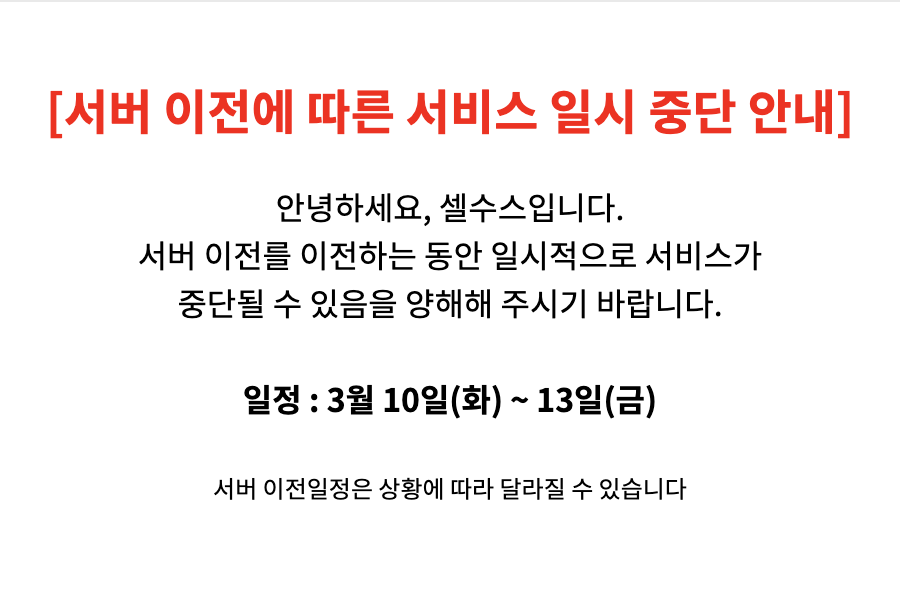 [서버 이전에 따른 서비스 일시 중단 안내]
안녕하세요, 셀수스입니다.
서버 이전를 이전하는 동안 일시적으로 서비스가
중단될 수 있음을 양해해 주시기 바랍니다.
일정 : 3월 10일(화) ~ 13일(금)
서버 이전일정은 상황에 따라 달라질 수 있습니다